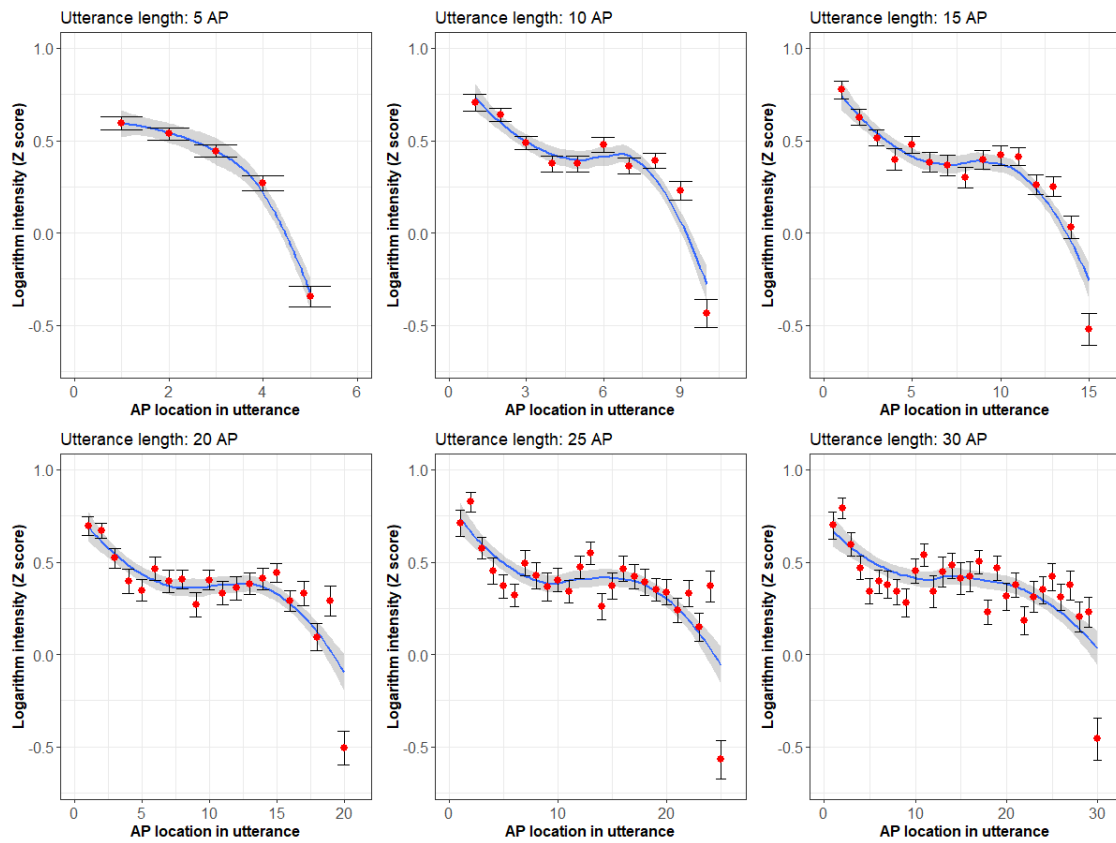 Utterance length: 5 AP
1.0
0.5
0.0
-0.5
Logarithm intensity (Z score)
0
2
4
6
AP location in utterance
Utterance length: 10 AP
1.0
0.5
0.0
-0.5
Logarithm intensity (Z score)
0
3
6
9
AP location in utterance
Utterance length: 15 AP
1.0
0.5
0.0
-0.5
Logarithm intensity (Z score)
0
5
10
15
AP location in utterance
Utterance length: 20 AP
1.0
0.5
0.0
-0.5
Logarithm intensity (Z score)
0
5
10
15
20
AP location in utterance
Utterance length: 25 AP
1.0
0.5
0.0
-0.5
Logarithm intensity (Z score)
0
5
10
15
20
25
AP location in utterance
Utterance length: 30 AP
1.0
0.5
0.0
-0.5
Logarithm intensity (Z score)
0
10
20
30
AP location in utterance